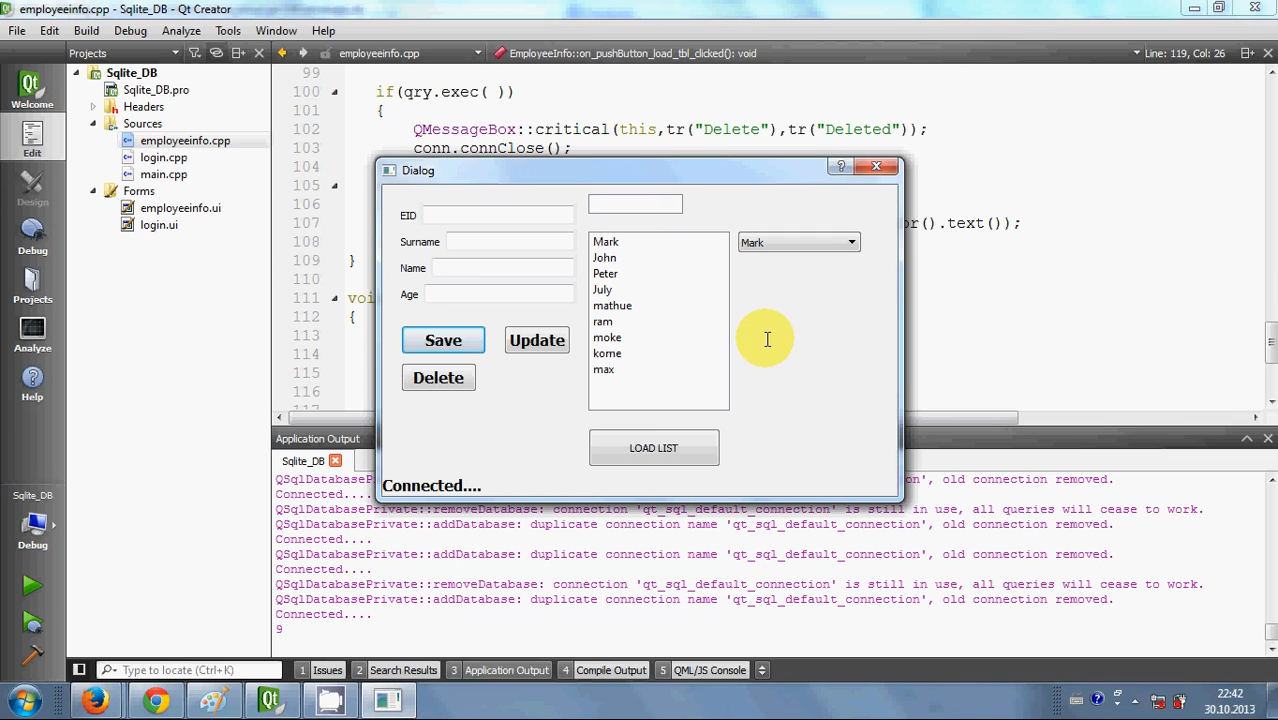 employeeinfo.cpp - Sqlite_DB - Qt Creator
File Edit Build Debug Analyze Tools Window Help
Projects employeeinfo.cpp EmployeeInfo::on_pushButton_load_tbl_clicked(): void Line: 119, Col: 26
Welcome
Edit
Design
Debug
Projects
Analyze
Help
Sqlite_DB
Debug
Sqlite_DB
Sqlite_DB.pro
Headers
Sources
employeeinfo.cpp
login.cpp
main.cpp
Forms
employeeinfo.ui
login.ui
99
100 if(qry.exec( ))
101 {
102 QMessageBox::critical(this,tr("Delete"),tr("Deleted"));
103 conn.connClose();
104
105
106
107 or().text());
108
109 }
110
111 voi
112 {
113
114
115
116
Dialog
EID
Surname
Name
Age
Save Update
Delete
Mark
John
Peter
July
mathue
ram
moke
kome
max
Mark
LOAD LIST
Connected....
Application Output
Sqlite_DB
QSqlDatabasePrivate::addDatabase: duplicate connection name 'qt_sql_default_connection', old connection removed.
Connected....
QSqlDatabasePrivate::removeDatabase: connection 'qt_sql_default_connection' is still in use, all queries will cease to work.
QSqlDatabasePrivate::addDatabase: duplicate connection name 'qt_sql_default_connection', old connection removed.
Connected....
QSqlDatabasePrivate::addDatabase: duplicate connection name 'qt_sql_default_connection', old connection removed.
Connected....
QSqlDatabasePrivate::removeDatabase: connection 'qt_sql_default_connection' is still in use, all queries will cease to work.
QSqlDatabasePrivate::addDatabase: duplicate connection name 'qt_sql_default_connection', old connection removed.
Connected....
9
Type to locate (Ctrl+K) 1 Issues 2 Search Results 3 Application Output 4 Compile Output 5 QML/JS Console
22:42
30.10.2013